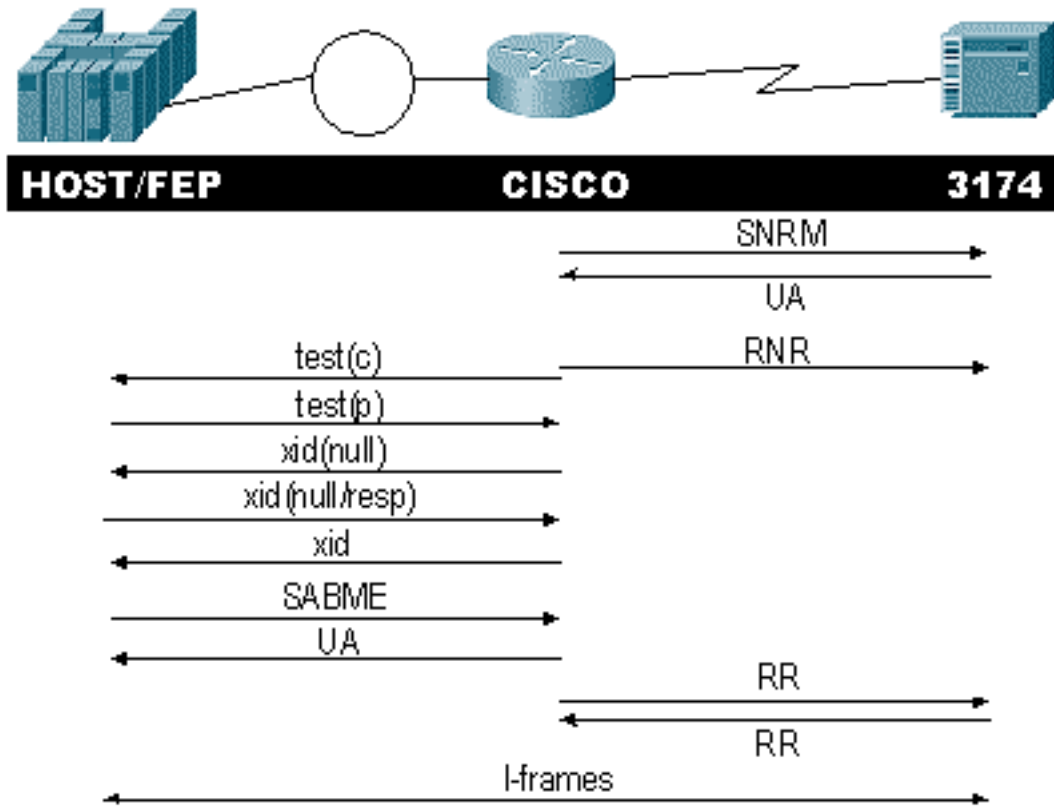 HOST/FEP CISCO 3174
SNRM
UA
test(c) RNR
test(p)
xid(null)
xid(null/resp)
xid
SABME
UA
RR
RR
I-frames